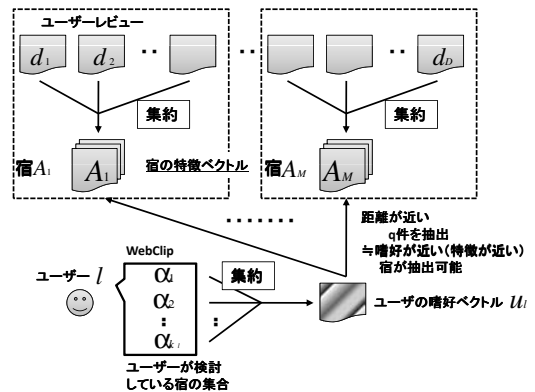 ユーザーレビュー
d1 d2 ‥ ‥ ‥‥ ‥ dD
集約 集約
宿A1 A1 宿の特徴ベクトル 宿AM AM
‥‥‥‥
距離が近い
q件を抽出
≒嗜好が近い(特徴が近い)
宿が抽出可能
WebClip
ユーザー l
α1
α2
:
αk l
集約
:
ユーザの嗜好ベクトル ul
ユーザーが検討
している宿の集合